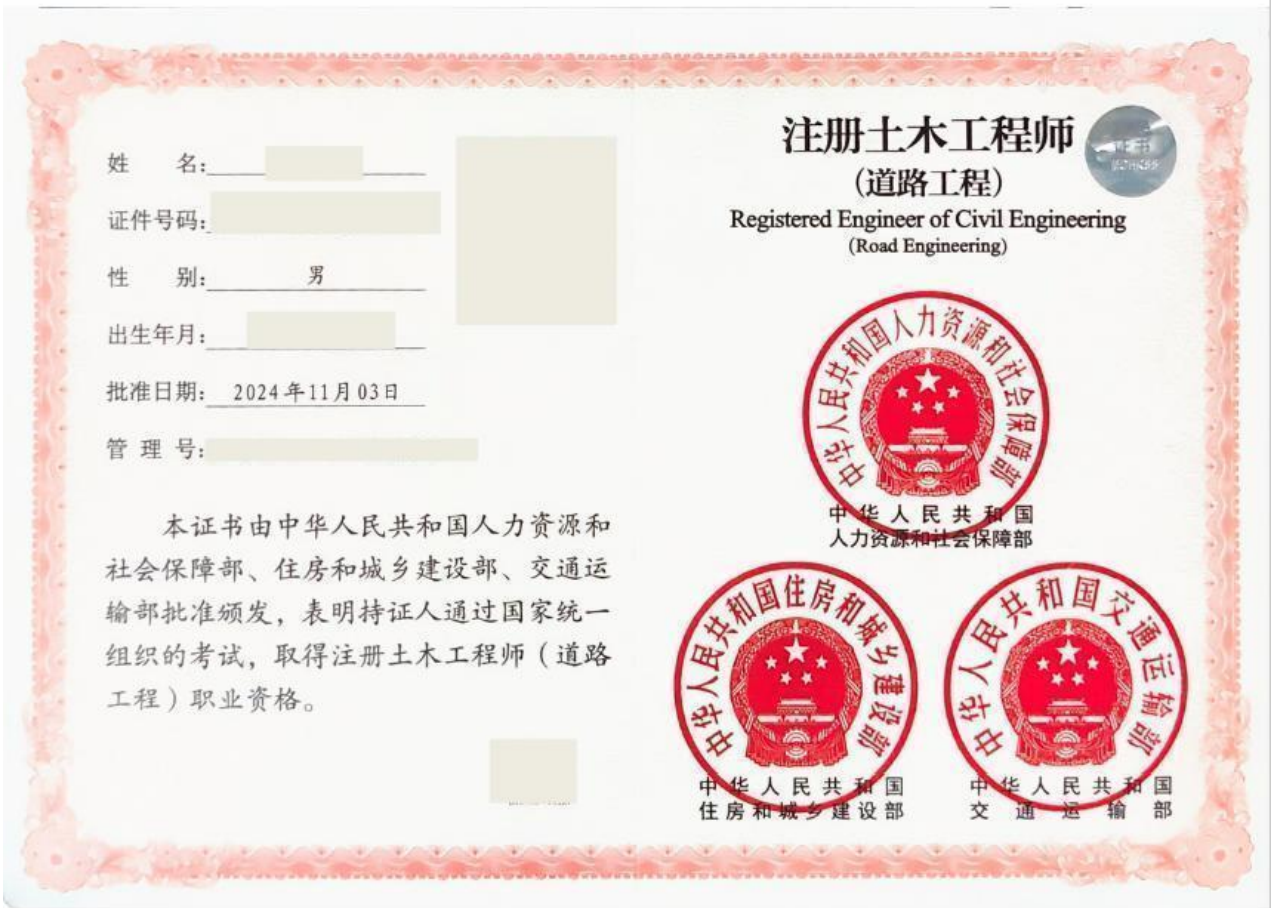 姓 名:
证件号码:
性 别: 男
出生年月:
批准日期: 2024年11月03日
管 理 号:
本证书由中华人民共和国人力资源和
社会保障部、住房和城乡建设部、交通运
输部批准颁发，表明持证人通过国家统一
组织的考试，取得注册土木工程师（道路
工程）职业资格。
注册土木工程师
(道路工程)
Registered Engineer of Civil Engineering
(Road Engineering)
证书
中华人民共和国人力资源和社会保障部
中华人民共和国
人力资源和社会保障部
中华人民共和国住房和城乡建设部
中华人民共和国
住房和城乡建设部
中华人民共和国交通运输部
中华人民共和国
交通运输部